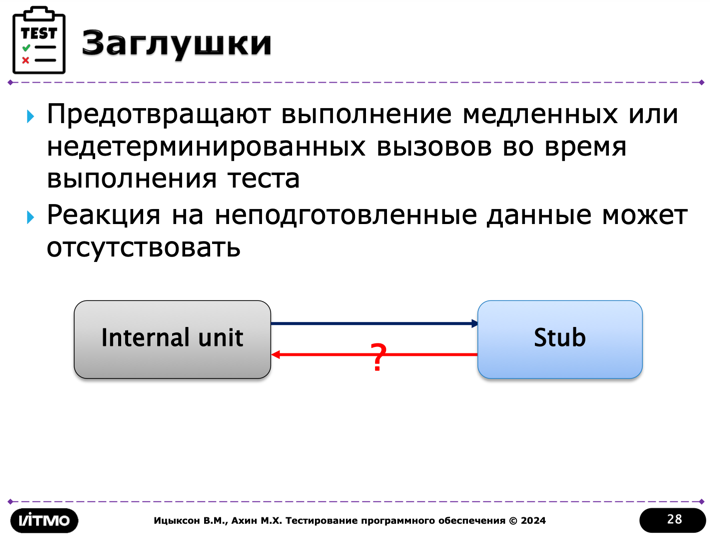 TEST
Заглушки
Предотвращают выполнение медленных или
недетерминированных вызовов во время
выполнения теста
Реакция на неподготовленные данные может
отсутствовать
Internal unit
Stub
?
ИТМО
Ицыксон В.М., Ахин М.Х. Тестирование программного обеспечения © 2024
28